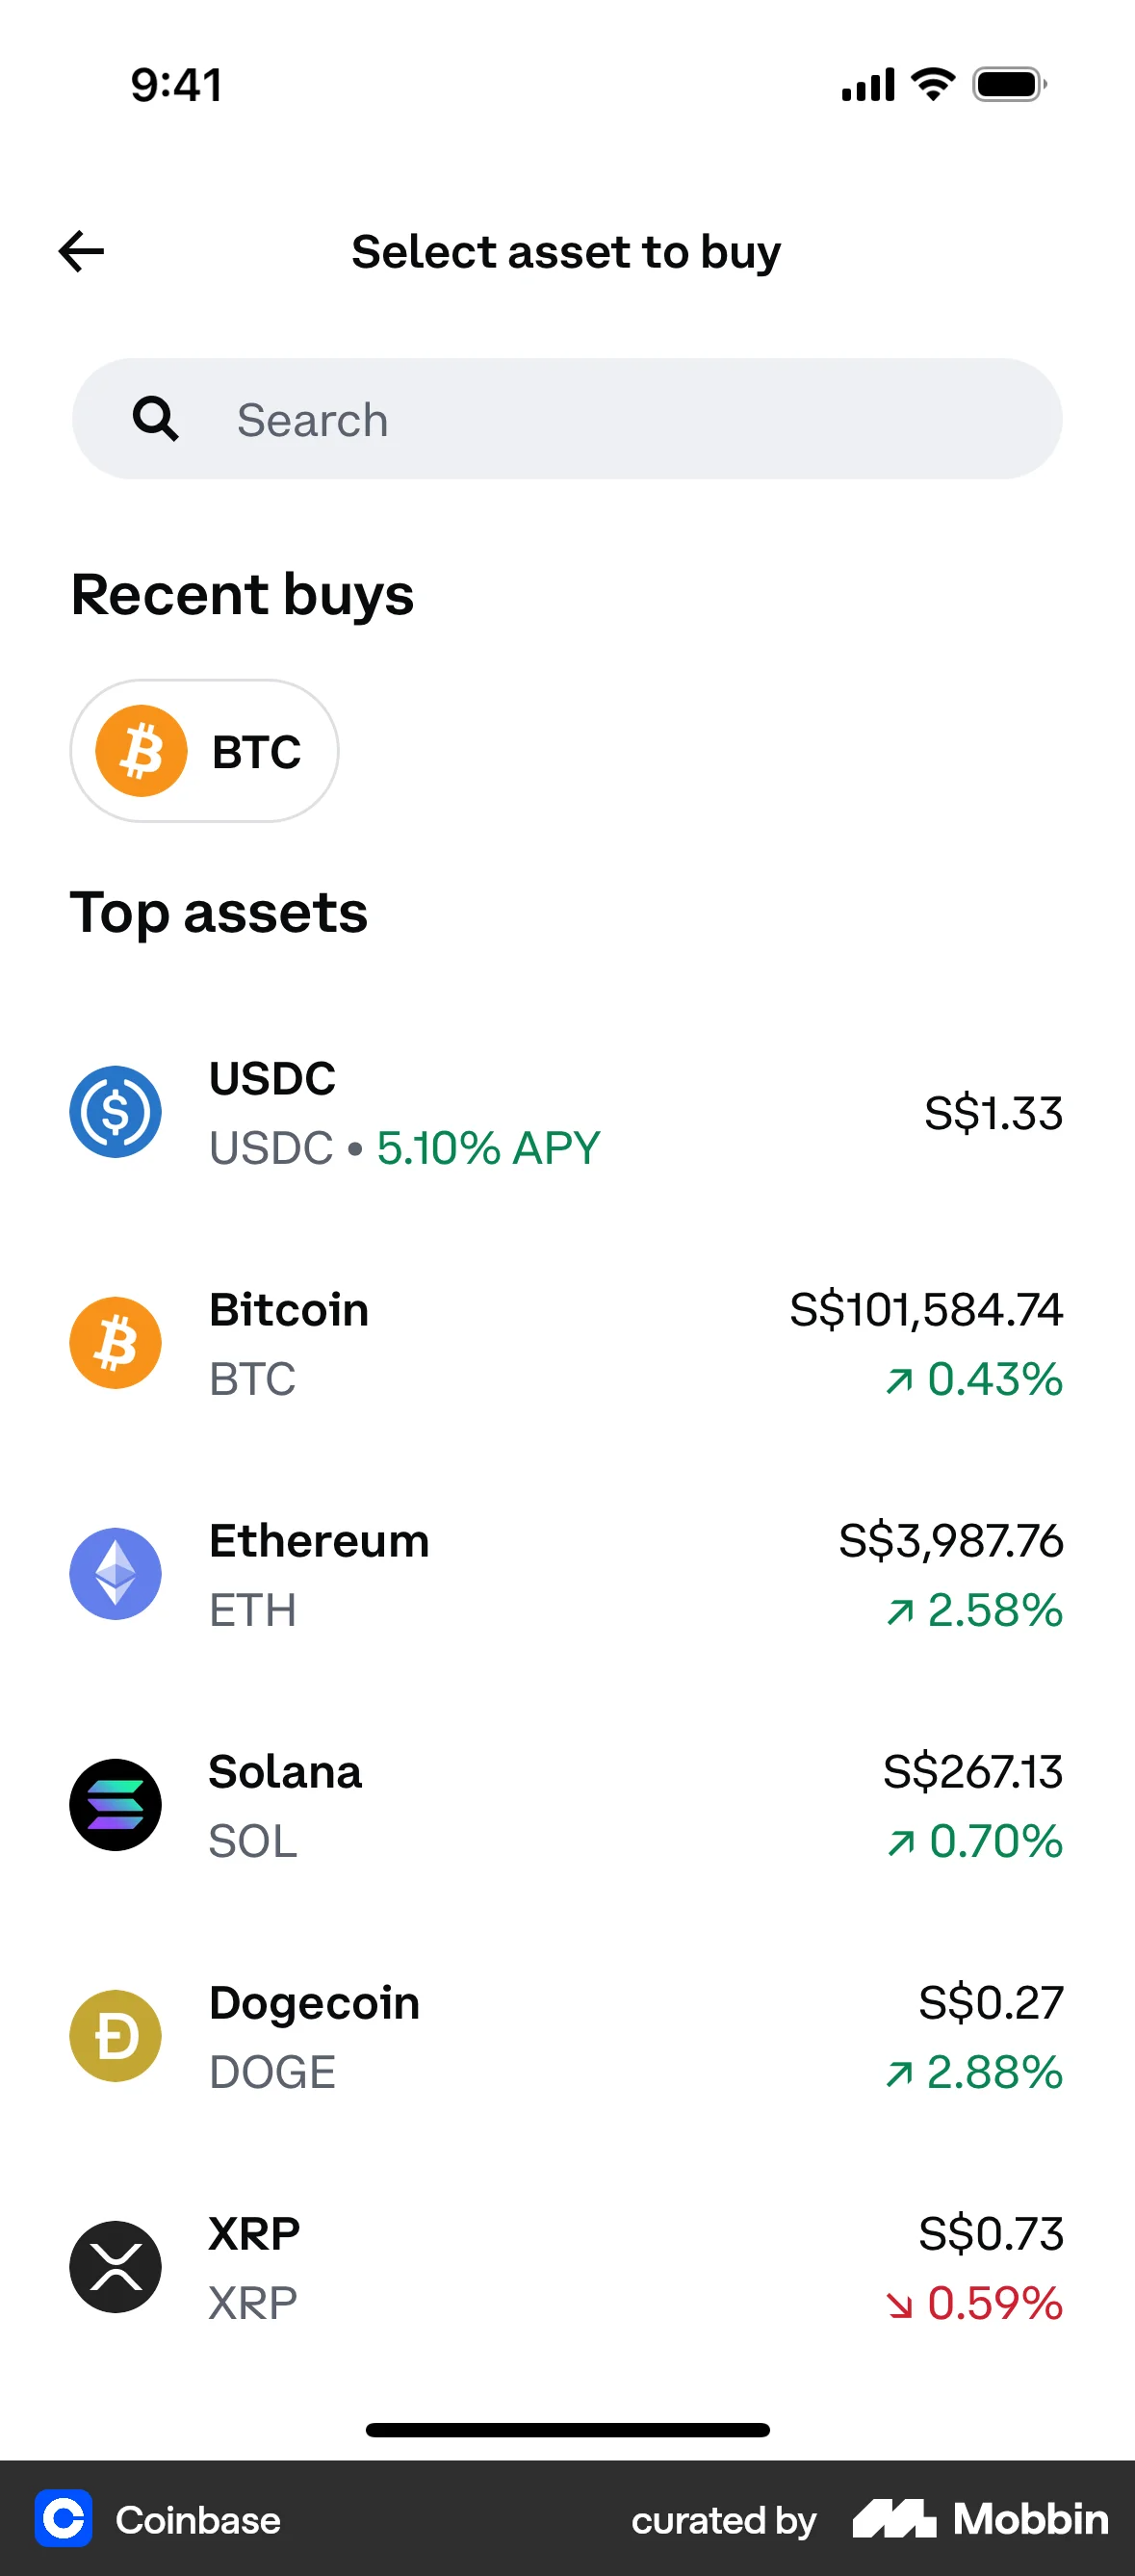 9:41
Select asset to buy
Search
Recent buys
BTC
Top assets
USDC
S$1.33
USDC • 5.10% APY
Bitcoin
S$101,584.74
BTC
↗ 0.43%
Ethereum
S$3,987.76
ETH
↗ 2.58%
Solana
S$267.13
SOL
↗ 0.70%
Dogecoin
S$0.27
DOGE
↗ 2.88%
XRP
S$0.73
XRP
↘ 0.59%
Coinbase
curated by Mobbin